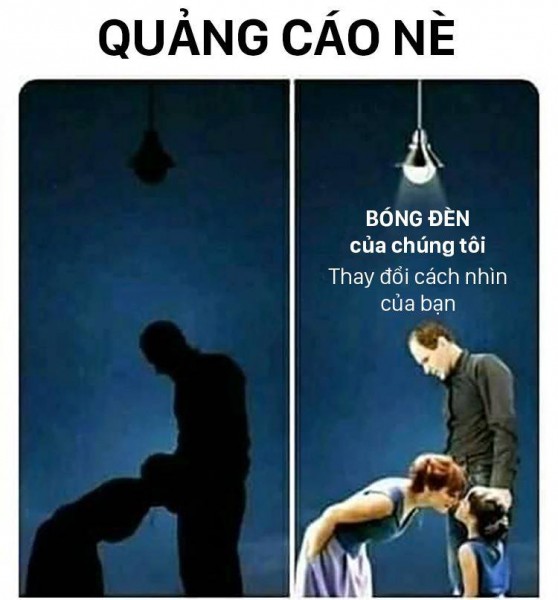 QUẢNG CÁO NÈ
BÓNG ĐÈN
của chúng tôi
Thay đổi cách nhìn
của bạn